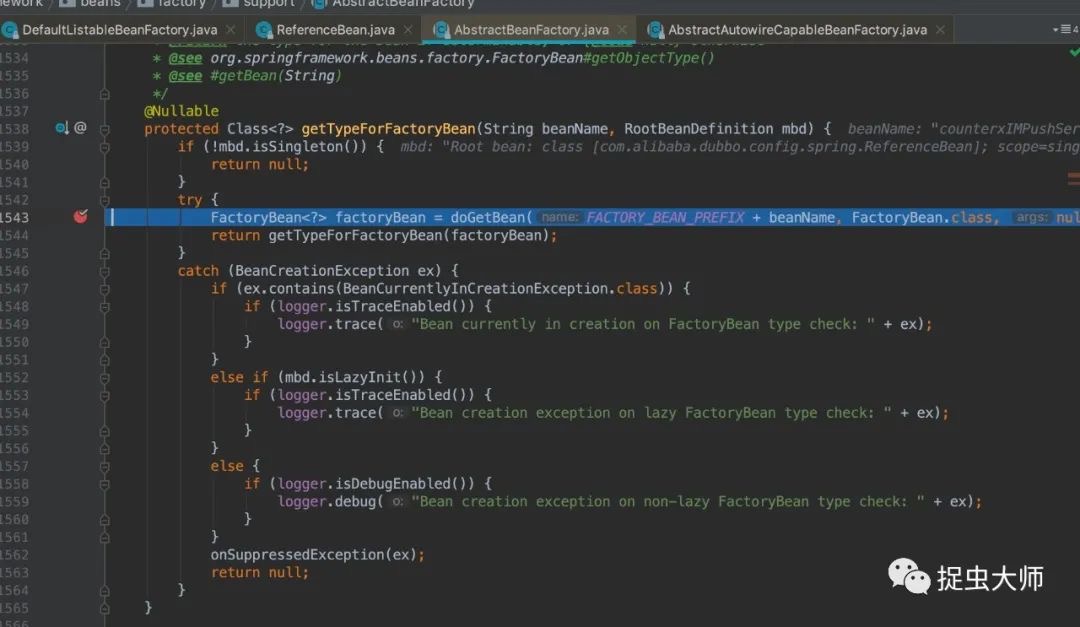 beans factory support AbstractBeanFactory
DefaultListableBeanFactory.java × ReferenceBean.java × AbstractBeanFactory.java × AbstractAutowireCapableBeanFactory.java ×
1534 * @see org.springframework.beans.factory.FactoryBean#getObjectType()
1535 * @see #getBean(String)
1536 */
1537 @Nullable
1538 @ protected Class<?> getTypeForFactoryBean(String beanName, RootBeanDefinition mbd) { beanName: "counterxIMPushSer
1539 if (!mbd.isSingleton()) { mbd: "Root bean: class [com.alibaba.dubbo.config.spring.ReferenceBean]; scope=sing
1540 return null;
1541 }
1542 try {
1543 FactoryBean<?> factoryBean = doGetBean( name: FACTORY_BEAN_PREFIX + beanName, FactoryBean.class, args: nul
1544 return getTypeForFactoryBean(factoryBean);
1545 }
1546 catch (BeanCreationException ex) {
1547 if (ex.contains(BeanCurrentlyInCreationException.class)) {
1548 if (logger.isTraceEnabled()) {
1549 logger.trace( o: "Bean currently in creation on FactoryBean type check: " + ex);
1550 }
1551 }
1552 else if (mbd.isLazyInit()) {
1553 if (logger.isTraceEnabled()) {
1554 logger.trace( o: "Bean creation exception on lazy FactoryBean type check: " + ex);
1555 }
1556 }
1557 else {
1558 if (logger.isDebugEnabled()) {
1559 logger.debug( o: "Bean creation exception on non-lazy FactoryBean type check: " + ex);
1560 }
1561 }
1562 onSuppressedException(ex);
1563 return null;
1564 }
1565 }
捉虫大师